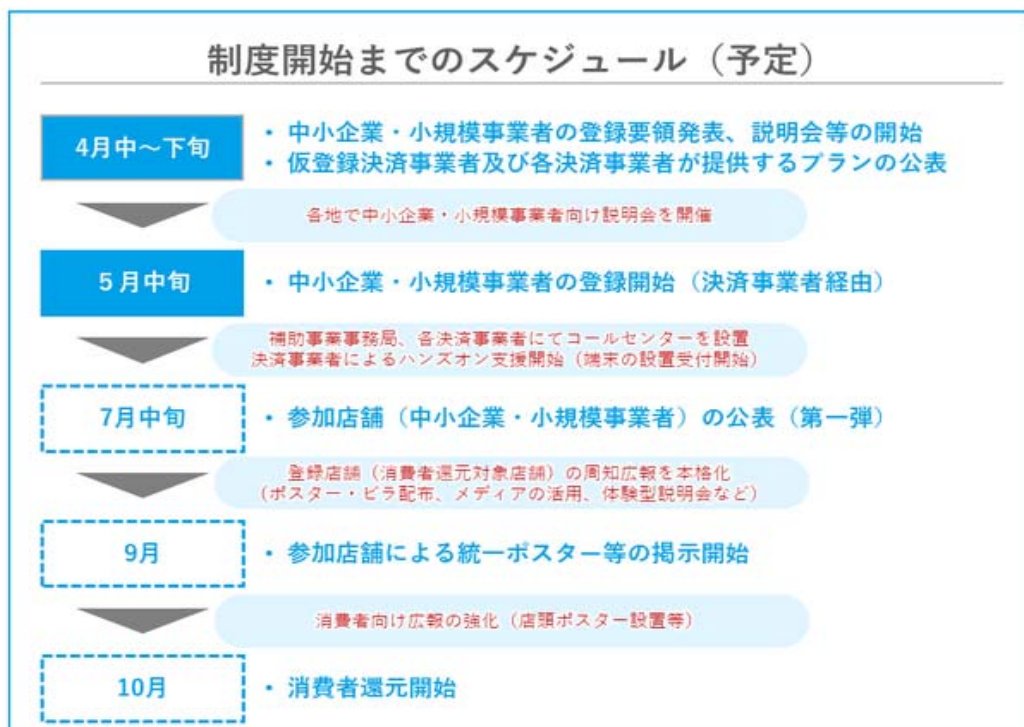 制度開始までのスケジュール（予定）
4月中～下旬
・ 中小企業・小規模事業者の登録要領発表、説明会等の開始
・ 仮登録決済事業者及び各決済事業者が提供するプランの公表
各地で中小企業・小規模事業者向け説明会を開催
５月中旬
・ 中小企業・小規模事業者の登録開始（決済事業者経由）
補助事業事務局、各決済事業者にてコールセンターを設置
決済事業者によるハンズオン支援開始（端末の設置受付開始）
7月中旬
・ 参加店舗（中小企業・小規模事業者）の公表（第一弾）
登録店舗（消費者還元対象店舗）の周知広報を本格化
（ポスター・ビラ配布、メディアの活用、体験型説明会など）
9月
・ 参加店舗による統一ポスター等の掲示開始
消費者向け広報の強化（店頭ポスター設置等）
10月
・ 消費者還元開始